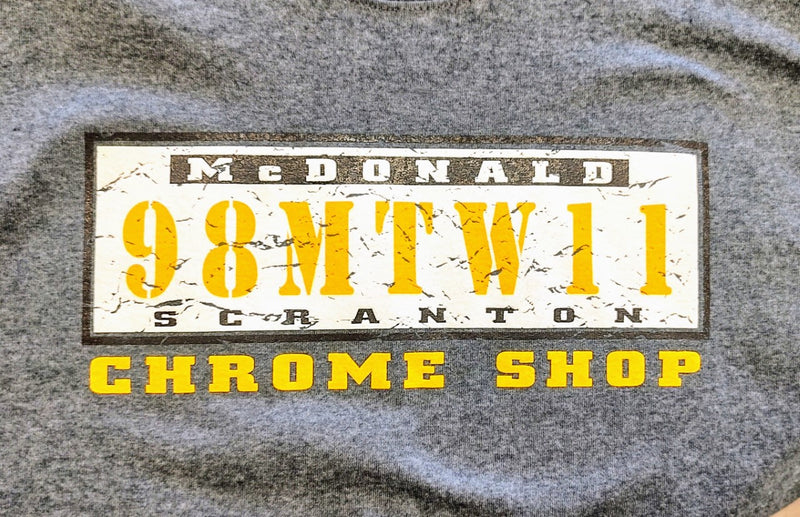 McDONALD
98MTW11
SCRANTON
CHROME SHOP